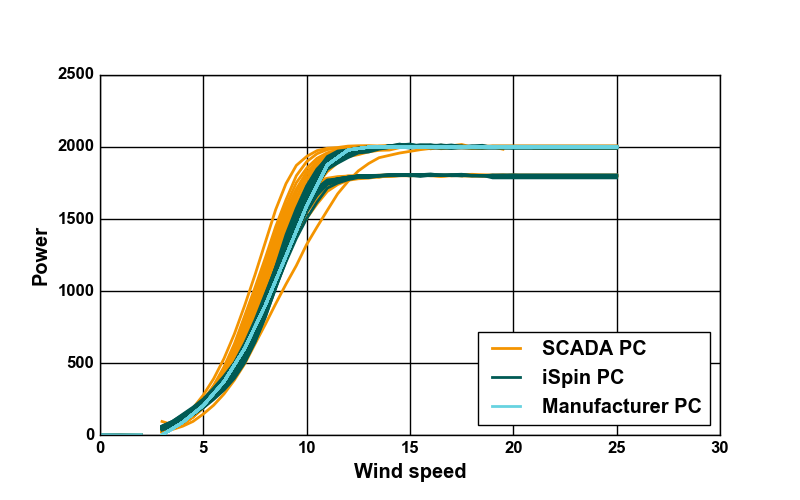 2500
2000
1500
1000
500
0
Power
0 5 10 15 20 25 30
Wind speed
SCADA PC
iSpin PC
Manufacturer PC